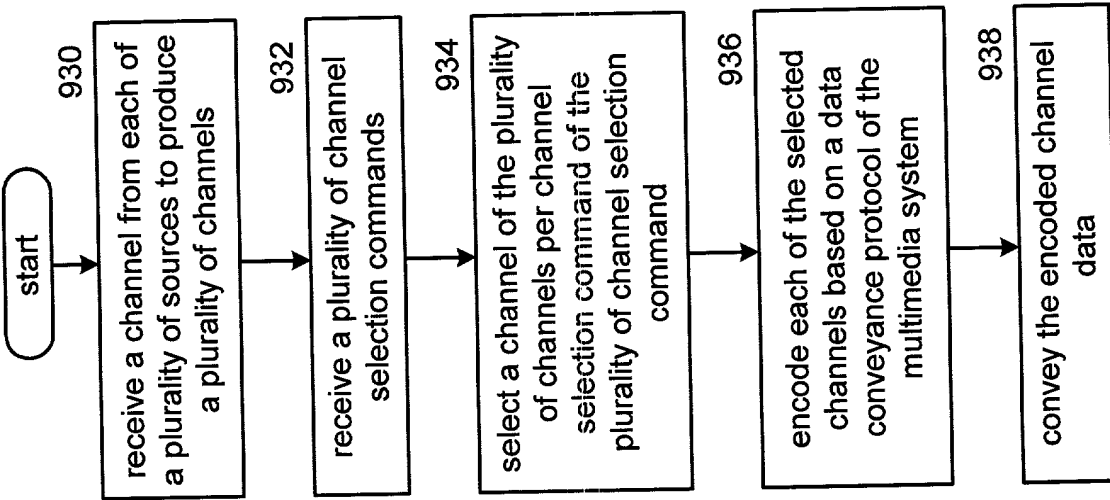 start
930
receive a channel from each of
a plurality of sources to produce
a plurality of channels
932
receive a plurality of channel
selection commands
934
select a channel of the plurality
of channels per channel
selection command of the
plurality of channel selection
command
936
encode each of the selected
channels based on a data
conveyance protocol of the
multimedia system
938
convey the encoded channel
data